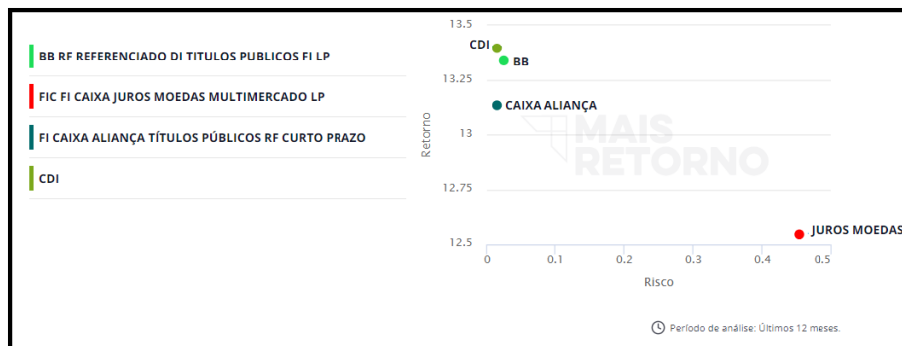 BB RF REFERENCIADO DI TITULOS PUBLICOS FI LP
FIC FI CAIXA JUROS MOEDAS MULTIMERCADO LP
FI CAIXA ALIANÇA TÍTULOS PÚBLICOS RF CURTO PRAZO
CDI
13.5
CDI
BB
13.25
CAIXA ALIANÇA
MAIS
RETORNO
13
Retorno
12.75
JUROS MOEDAS
12.5
0 0.1 0.2 0.3 0.4 0.5
Risco
Período de análise: Últimos 12 meses.